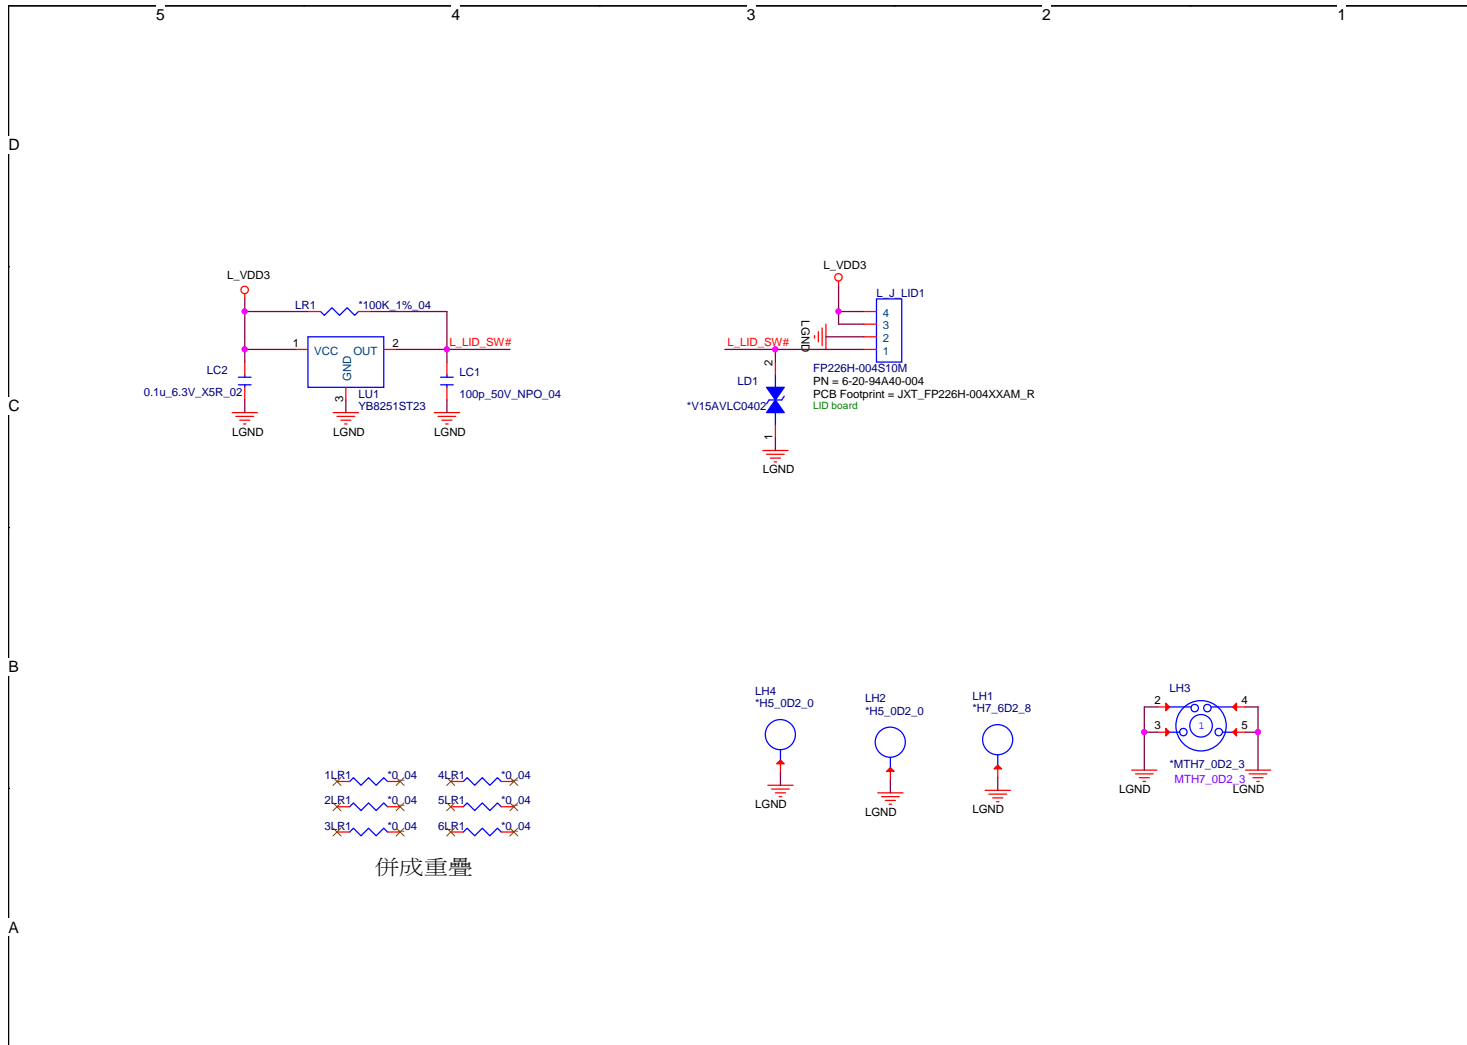 5 4 3 2 1
D
L_VDD3
LR1 *100K_1%_04
1 VCC OUT 2 L_LID_SW#
GND
LC2
0.1u_6.3V_X5R_02
3
LU1
YB8251ST23
LC1
100p_50V_NPO_04
LGND LGND LGND
L_VDD3
L_J_LID1
4
3
2
1
LGND
L_LID_SW#
2
LD1
*V15AVLC0402
1
LGND
FP226H-004S10M
PN = 6-20-94A40-004
PCB Footprint = JXT_FP226H-004XXAM_R
LID board
C
B
LH4
*H5_0D2_0
LGND
LH2
*H5_0D2_0
LGND
LH1
*H7_6D2_8
LGND
LH3
2 4
3 1 5
*MTH7_0D2_3
MTH7_0D2_3
LGND LGND
1LR1 *0_04 4LR1 *0_04
2LR1 *0_04 5LR1 *0_04
3LR1 *0_04 6LR1 *0_04
併成重疊
A